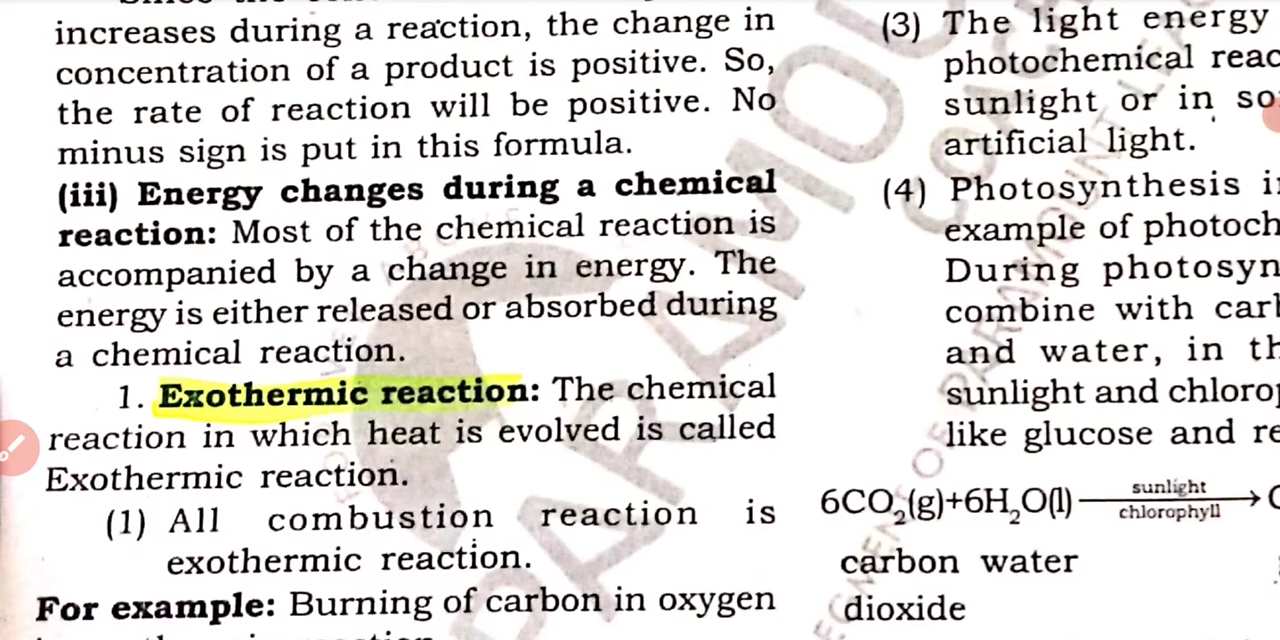 increases during a reaction, the change in
concentration of a product is positive. So,
the rate of reaction will be positive. No
minus sign is put in this formula.
(iii) Energy changes during a chemical
reaction: Most of the chemical reaction is
accompanied by a change in energy. The
energy is either released or absorbed during
a chemical reaction.
1. Exothermic reaction: The chemical
reaction in which heat is evolved is called
Exothermic reaction.
(1) All combustion reaction is
exothermic reaction.
For example: Burning of carbon in oxygen
(3) The light energy
photochemical reac
sunlight or in so
artificial light.
(4) Photosynthesis i
example of photoch
During photosyn
combine with carb
and water, in th
sunlight and chlorop
like glucose and re
6CO₂(g)+6H₂O(l) sunlight
chlorophyll
carbon water
dioxide
PARAMOU